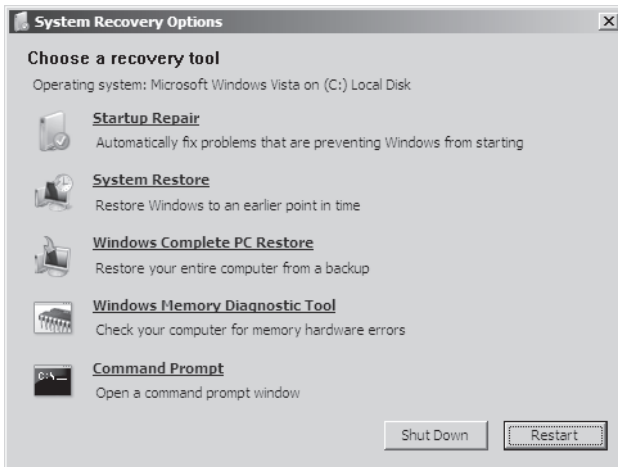 System Recovery Options
Choose a recovery tool
Operating system: Microsoft Windows Vista on (C:) Local Disk
Startup Repair
Automatically fix problems that are preventing Windows from starting
System Restore
Restore Windows to an earlier point in time
Windows Complete PC Restore
Restore your entire computer from a backup
Windows Memory Diagnostic Tool
Check your computer for memory hardware errors
C:\_
Command Prompt
Open a command prompt window
Shut Down
Restart